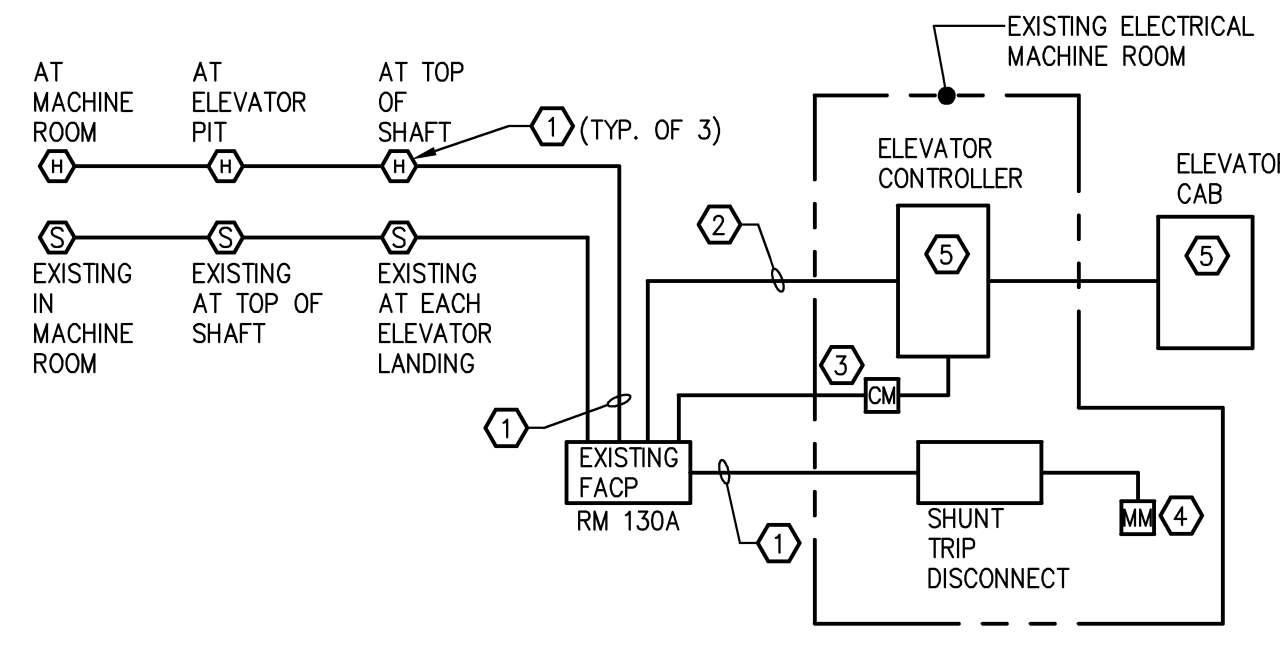 EXISTING ELECTRICAL
MACHINE ROOM
AT
MACHINE
ROOM
AT
ELEVATOR
PIT
AT TOP
OF
SHAFT
1 (TYP. OF 3)
H
H
H
S
S
S
EXISTING
IN
MACHINE
ROOM
EXISTING
AT TOP OF
SHAFT
EXISTING
AT EACH
ELEVATOR
LANDING
ELEVATOR
CONTROLLER
ELEVATOR
CAB
2
5
5
3
CM
1
EXISTING
FACP
RM 130A
1
SHUNT
TRIP
DISCONNECT
MM
4